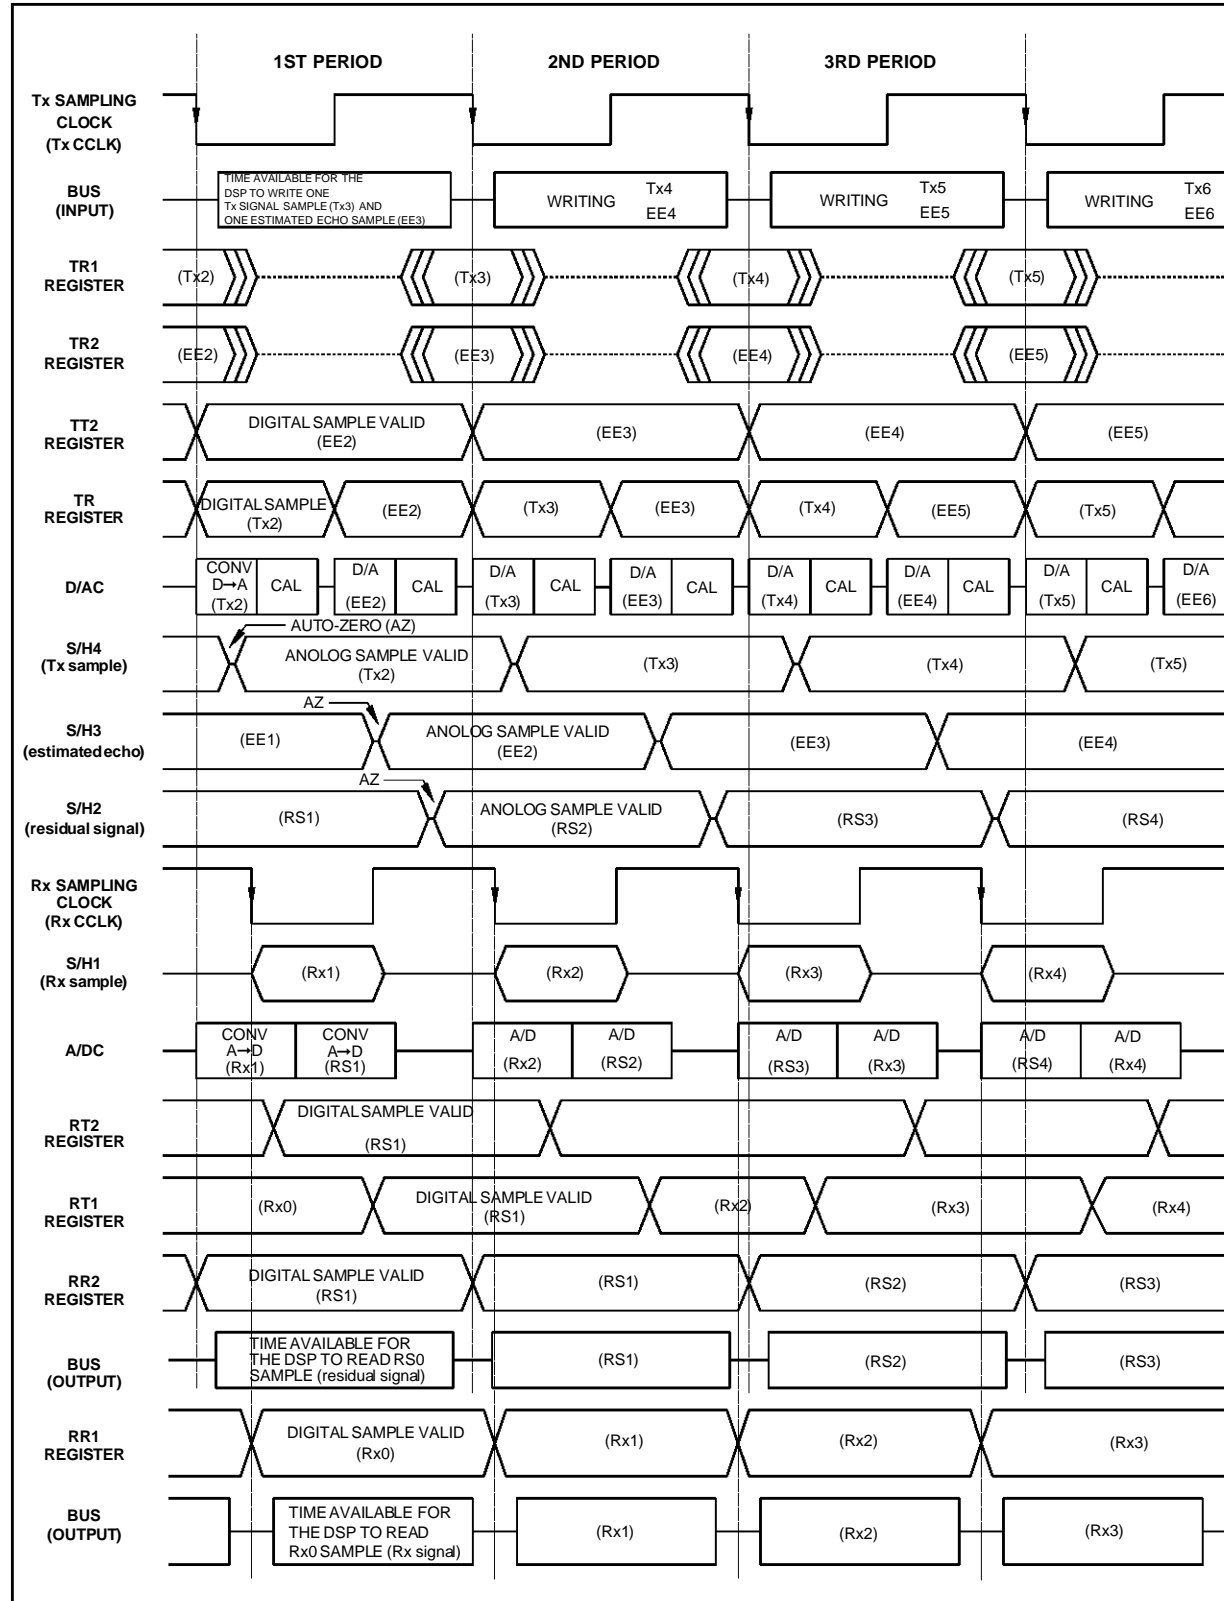 1ST PERIOD 2ND PERIOD 3RD PERIOD
Tx SAMPLING
CLOCK
(Tx CCLK)
BUS
(INPUT)
TIME AVAILABLE FOR THE
DSP TO WRITE ONE
Tx SIGNAL SAMPLE (Tx3) AND
ONE ESTIMATED ECHO SAMPLE (EE3)
WRITING Tx4
EE4
WRITING Tx5
EE5
WRITING Tx6
EE6
TR1
REGISTER
(Tx2) (Tx3) (Tx4) (Tx5)
TR2
REGISTER
(EE2) (EE3) (EE4) (EE5)
TT2
REGISTER
DIGITAL SAMPLE VALID
(EE2)
(EE3) (EE4) (EE5)
TR
REGISTER
DIGITAL SAMPLE
(Tx2)
(EE2) (Tx3) (EE3) (Tx4) (EE5) (Tx5)
D/AC
CONV
D→A
(Tx2)
CAL
D/A
(EE2)
CAL
D/A
(Tx3)
CAL
D/A
(EE3)
CAL
D/A
(Tx4)
CAL
D/A
(EE4)
CAL
D/A
(Tx5)
CAL
D/A
(EE6)
S/H4
(Tx sample)
AUTO-ZERO (AZ)
ANOLOG SAMPLE VALID
(Tx2)
(Tx3) (Tx4) (Tx5)
S/H3
(estimated echo)
(EE1)
AZ
ANOLOG SAMPLE VALID
(EE2)
(EE3) (EE4)
S/H2
(residual signal)
(RS1)
AZ
ANOLOG SAMPLE VALID
(RS2)
(RS3) (RS4)
Rx SAMPLING
CLOCK
(Rx CCLK)
S/H1
(Rx sample)
(Rx1) (Rx2) (Rx3) (Rx4)
A/DC
CONV
A→D
(Rx1)
CONV
A→D
(RS1)
A/D
(Rx2)
A/D
(RS2)
A/D
(RS3)
A/D
(Rx3)
A/D
(RS4)
A/D
(Rx4)
RT2
REGISTER
DIGITAL SAMPLE VALID
(RS1)
RT1
REGISTER
(Rx0)
DIGITAL SAMPLE VALID
(RS1)
(Rx2) (Rx3) (Rx4)
RR2
REGISTER
DIGITAL SAMPLE VALID
(RS1)
(RS1) (RS2) (RS3)
BUS
(OUTPUT)
TIME AVAILABLE FOR
THE DSP TO READ RS0
SAMPLE (residual signal)
(RS1) (RS2) (RS3)
RR1
REGISTER
DIGITAL SAMPLE VALID
(Rx0)
(Rx1) (Rx2) (Rx3)
BUS
(OUTPUT)
TIME AVAILABLE FOR
THE DSP TO READ
Rx0 SAMPLE (Rx signal)
(Rx1) (Rx2) (Rx3)